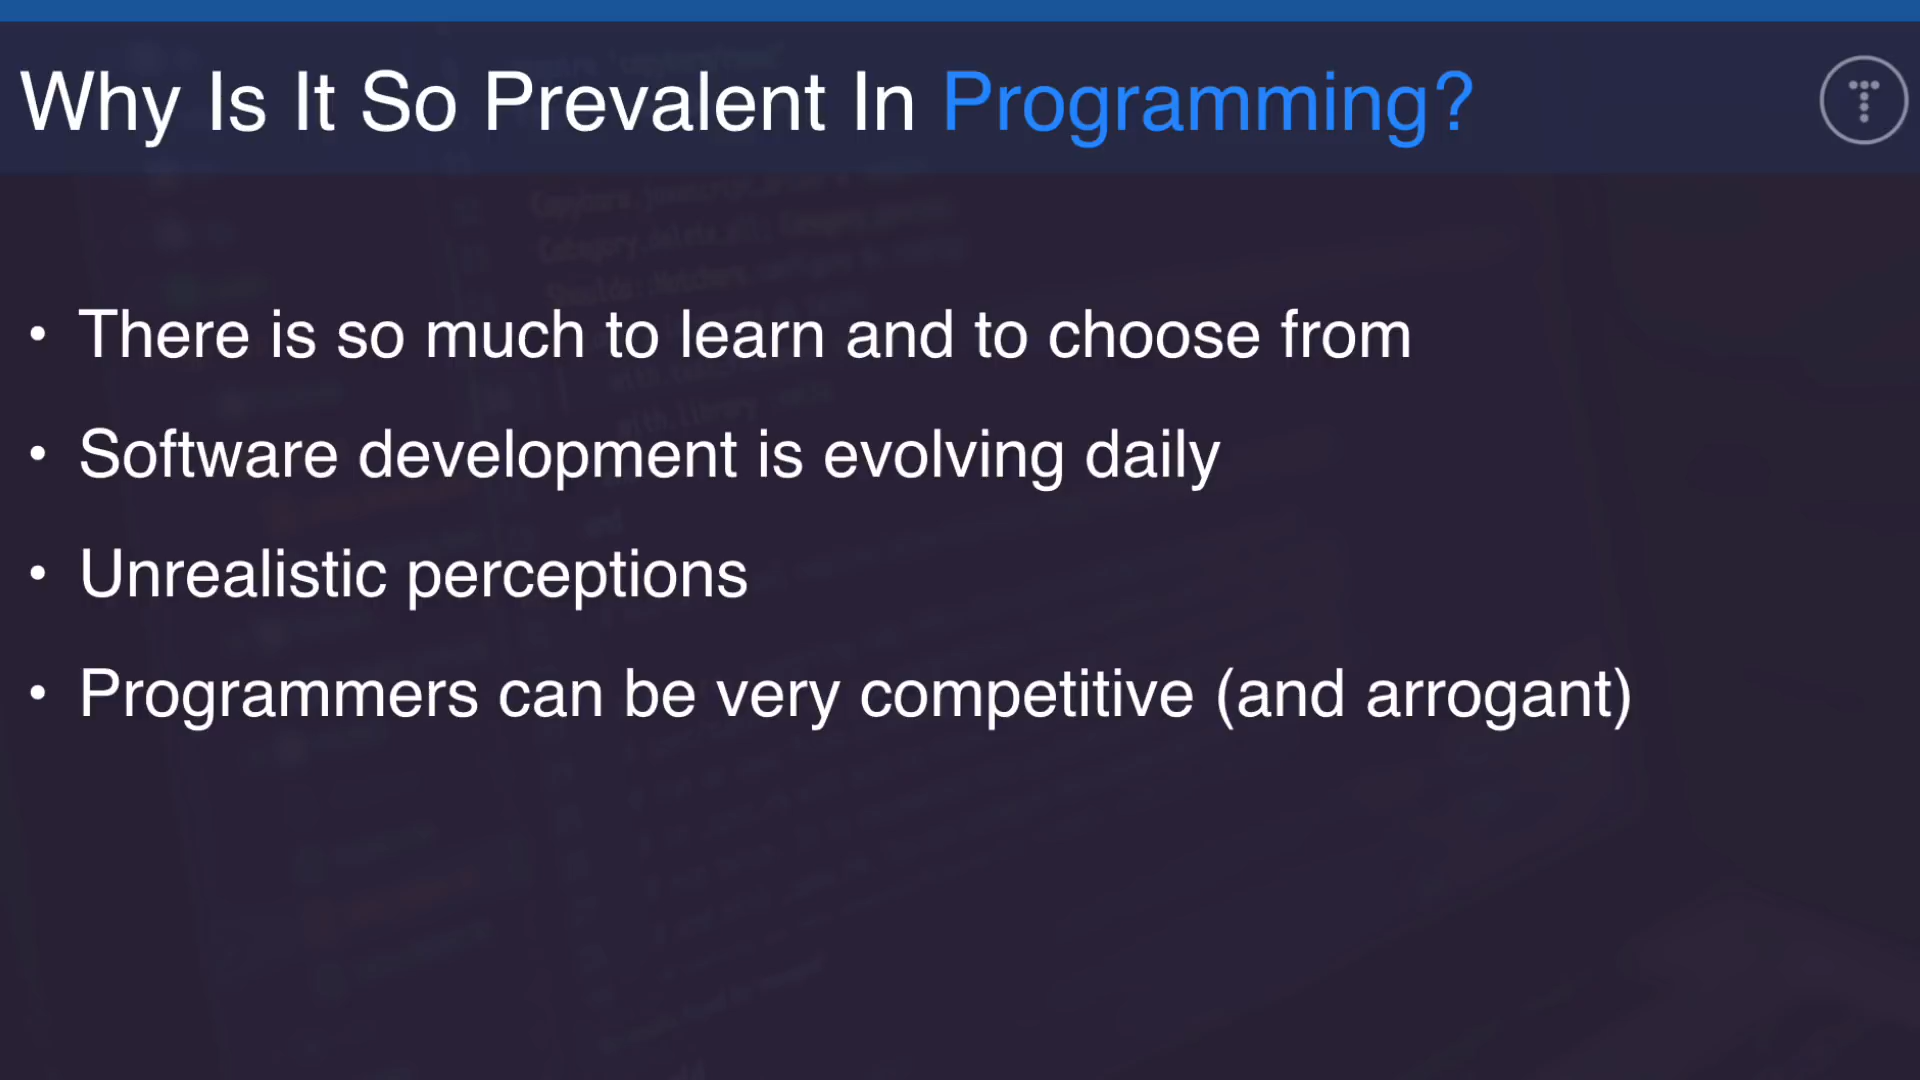 Why Is It So Prevalent In Programming?
• There is so much to learn and to choose from
• Software development is evolving daily
• Unrealistic perceptions
• Programmers can be very competitive (and arrogant)